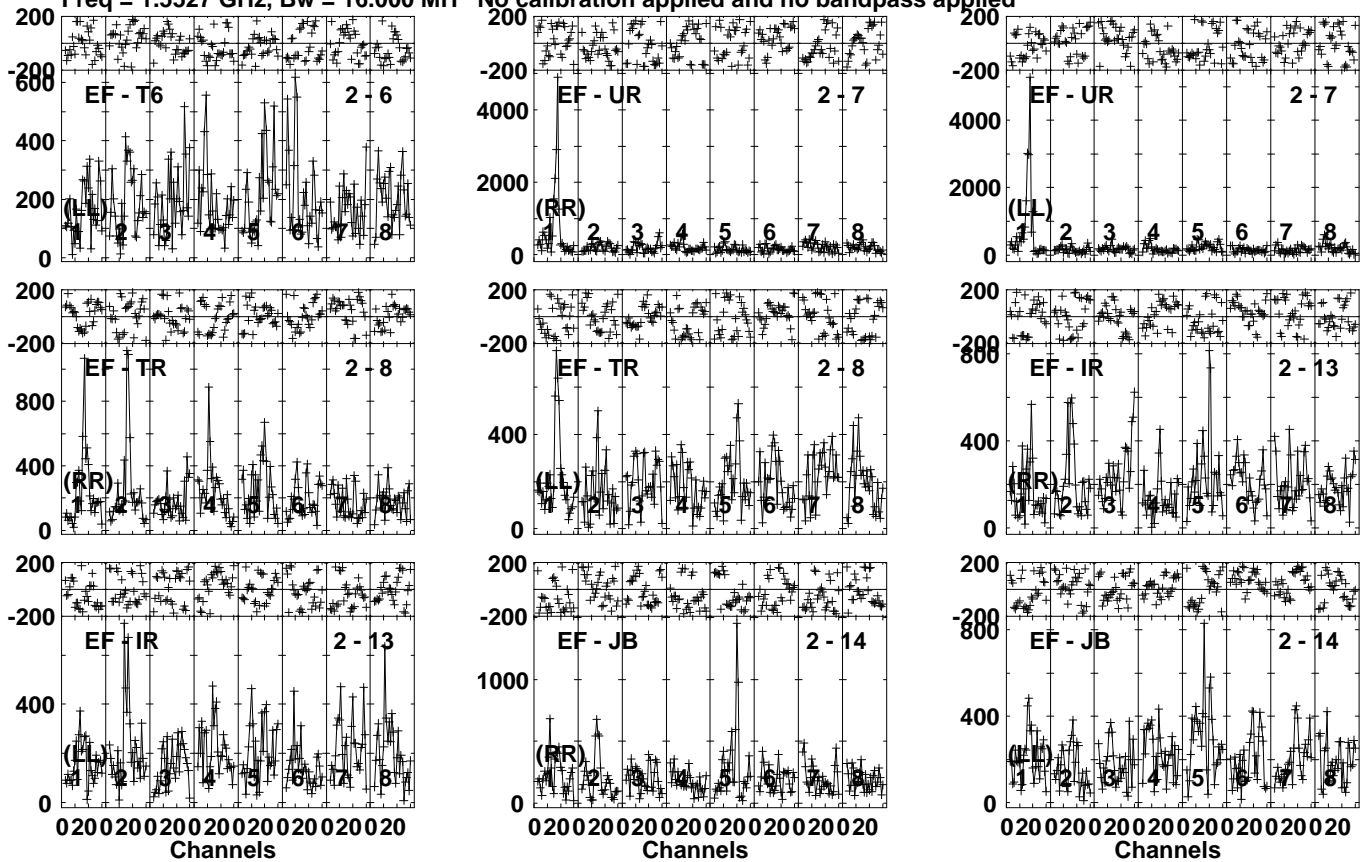 Freq = 1.5527 GHz, Bw = 16.000 MH No calibration applied and no bandpass applied
200 200 200
-200 -200 -200
EF - T6 2 - 6 EF - UR 2 - 7 EF - UR 2 - 7
600 4000 4000
400 2000 2000
200 0 0
0
(LL) (RR) (LL)
1 2 3 4 5 6 7 8 1 2 3 4 5 6 7 8 1 2 3 4 5 6 7 8
200 200 200
-200 -200 -200
EF - TR 2 - 8 EF - TR 2 - 8 EF - IR 2 - 13
800 400 800
400 0 400
0 0
(RR) (LL) (RR)
1 2 3 4 5 6 7 8 1 2 3 4 5 6 7 8 1 2 3 4 5 6 7 8
200 200 200
-200 -200 -200
EF - IR 2 - 13 EF - JB 2 - 14 EF - JB 2 - 14
400 1000 800
0 0 400
0
(LL) (RR) (LL)
1 2 3 4 5 6 7 8 1 2 3 4 5 6 7 8 1 2 3 4 5 6 7 8
0 20 0 20 0 20 0 20 0 20 0 20 0 20 0 20 0 20 0 20 0 20 0 20 0 20 0 20 0 20 0 20 0 20 0 20 0 20 0 20 0 20 0 20 0 20 0 20
Channels Channels Channels